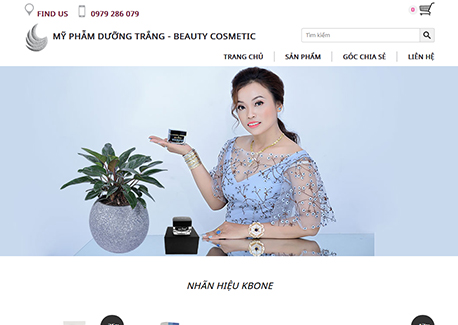 FIND US 0979 286 079
0
MỸ PHẨM DƯỠNG TRẮNG - BEAUTY COSMETIC
Tìm kiếm
TRANG CHỦ SẢN PHẨM GÓC CHIA SẺ LIÊN HỆ
NHÃN HIỆU KBONE